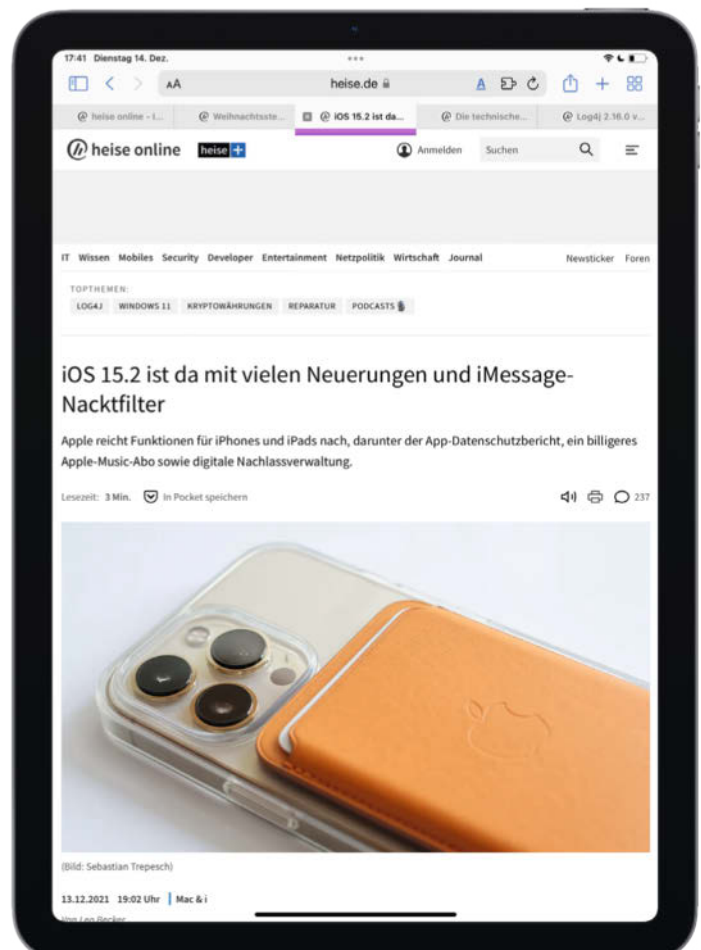 17:41 Dienstag 14. Dez.
AA heise.de
heise online - I... Weihnachtsste... iOS 15.2 ist da... Die technische... Log4j 2.16.0 v...
heise online heise + Anmelden Suchen
IT Wissen Mobiles Security Developer Entertainment Netzpolitik Wirtschaft Journal Newsticker Foren
TOPTHEMEN:
LOG4J WINDOWS 11 KRYPTOWÄHRUNGEN REPARATUR PODCASTS
iOS 15.2 ist da mit vielen Neuerungen und iMessage-
Nacktfilter
Apple reicht Funktionen für iPhones und iPads nach, darunter der App-Datenschutzbericht, ein billigeres
Apple-Music-Abo sowie digitale Nachlassverwaltung.
Lesezeit: 3 Min. In Pocket speichern 237
(Bild: Sebastian Trepesch)
13.12.2021 19:02 Uhr | Mac & i
Von Leo Becker